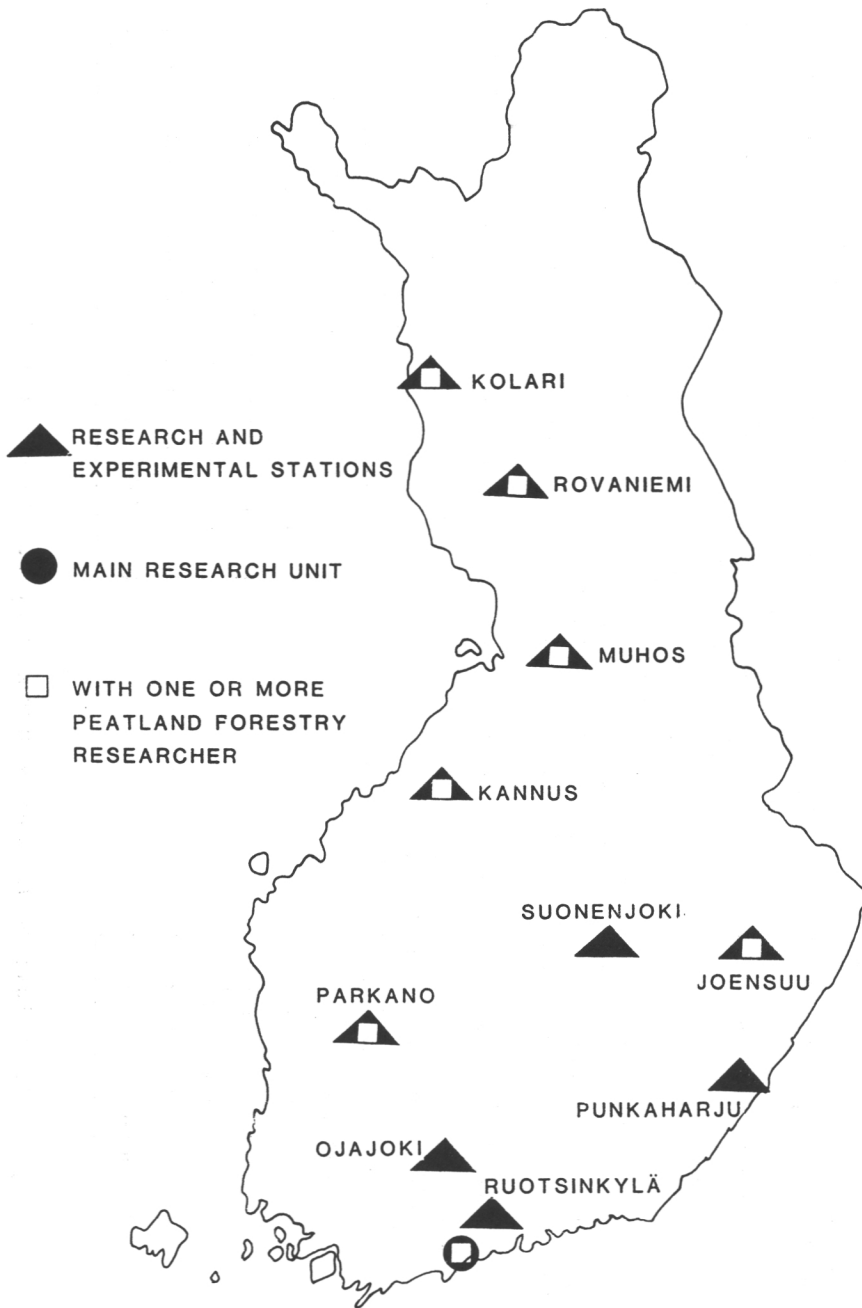 KOLARI
RESEARCH AND
EXPERIMENTAL STATIONS
ROVANIEMI
MAIN RESEARCH UNIT
MUHOS
WITH ONE OR MORE
PEATLAND FORESTRY
RESEARCHER
KANNUS
SUONENJOKI
JOENSUU
PARKANO
PUNKAHARJU
OJAJOKI
RUOTSINKYLÄ